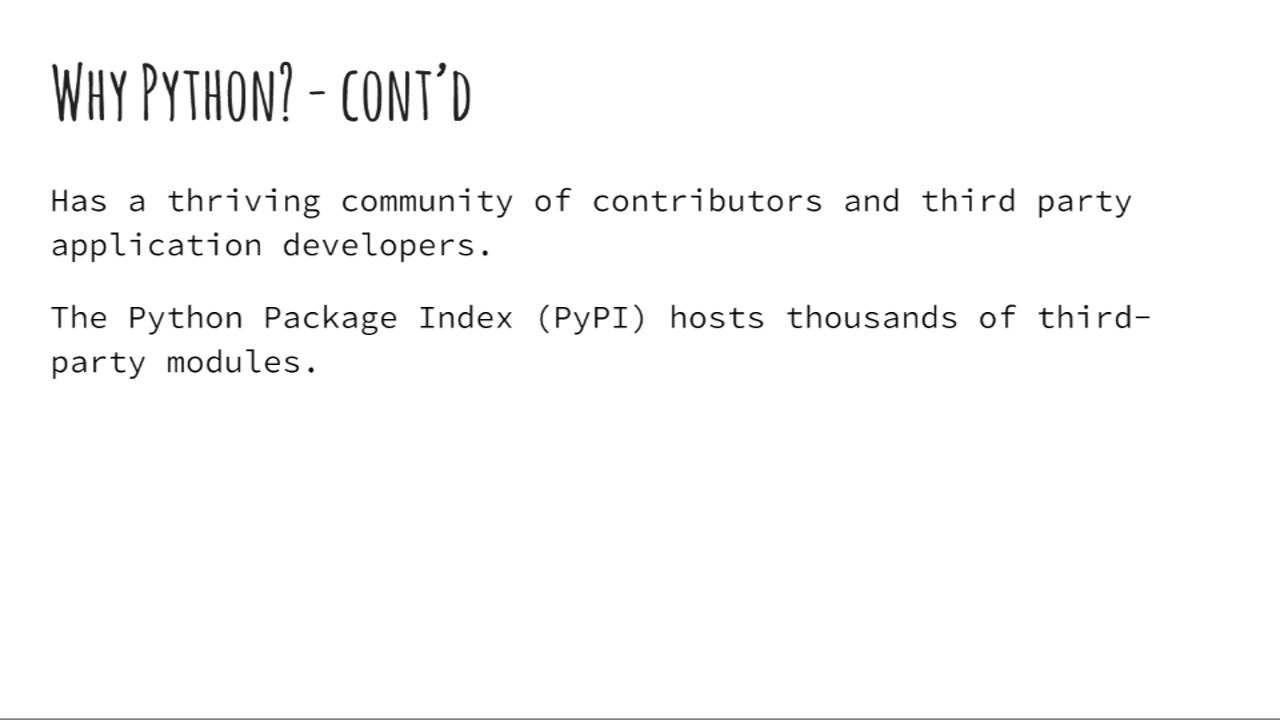 Why Python? - cont’d
Has a thriving community of contributors and third party
application developers.
The Python Package Index (PyPI) hosts thousands of third-
party modules.